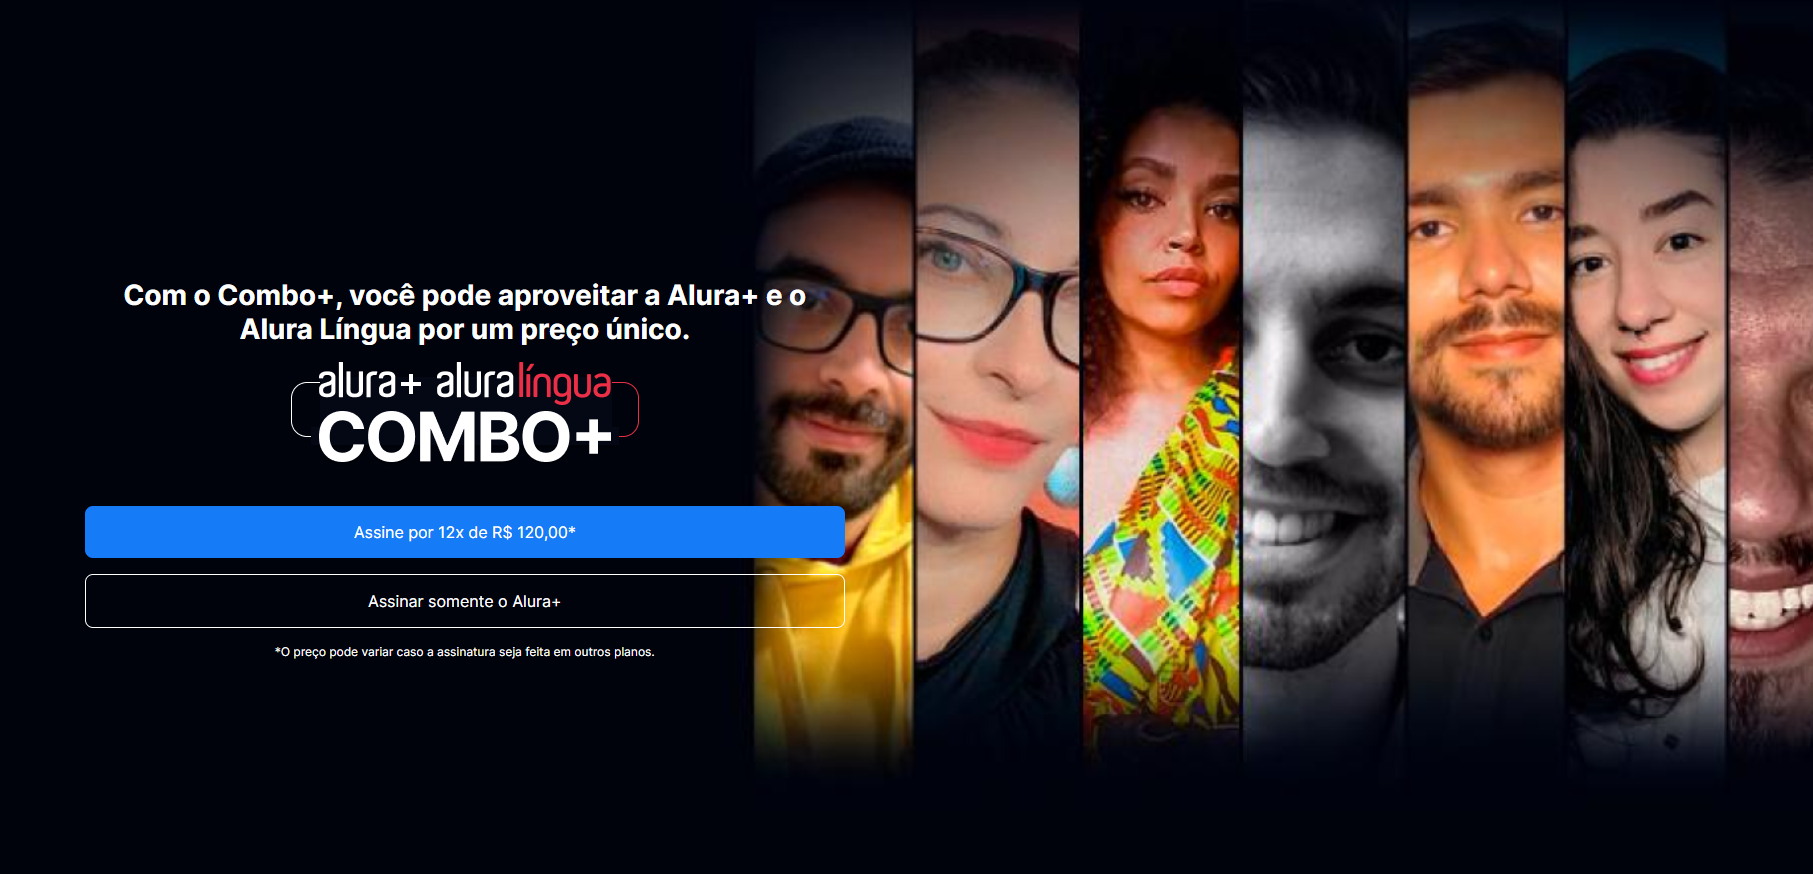 Com o Combo+, você pode aproveitar a Alura+ e o
Alura Língua por um preço único.
alura+ aluralíngua
COMBO+
Assine por 12x de R$ 120,00*
Assinar somente o Alura+
*O preço pode variar caso a assinatura seja feita em outros planos.